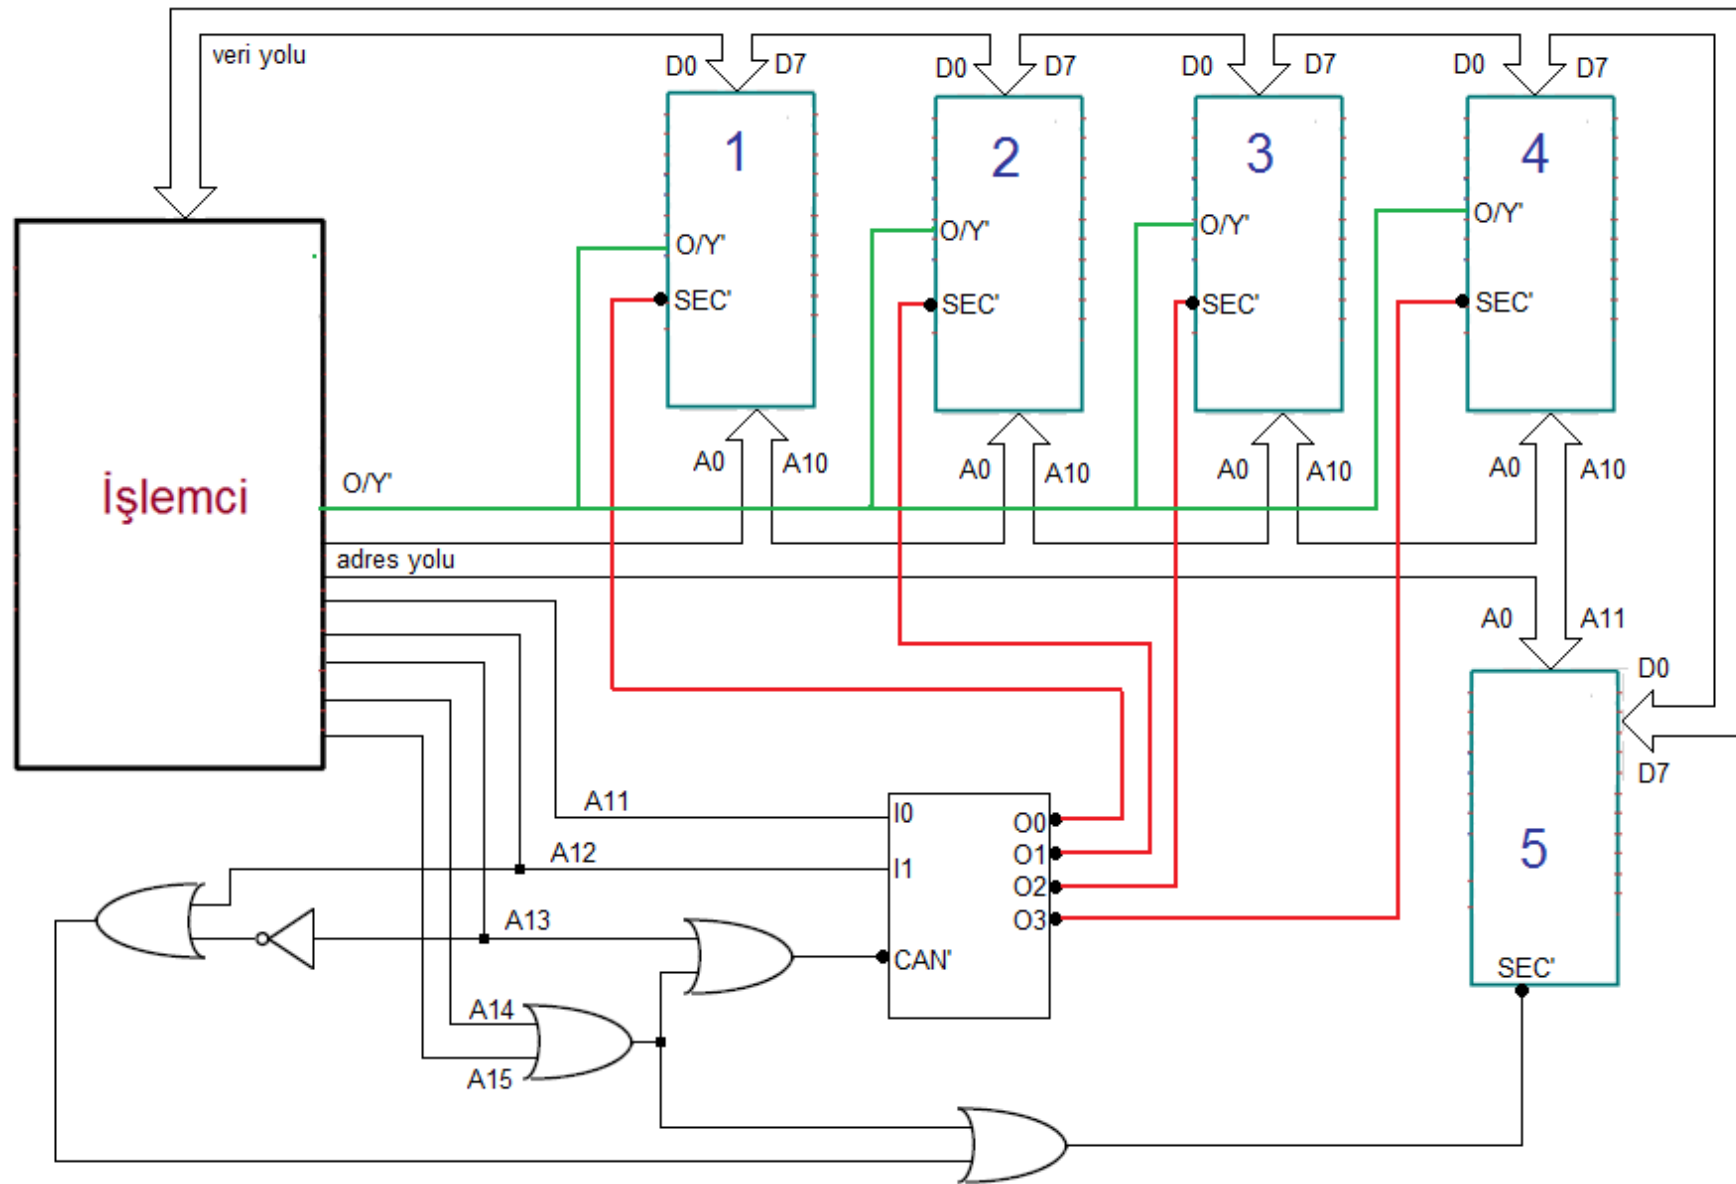 veri yolu
D0 D7 D0 D7 D0 D7 D0 D7
1 2 3 4
O/Y' O/Y' O/Y' O/Y'
SEC' SEC' SEC' SEC'
A0 A10 A0 A10 A0 A10 A0 A10
İşlemci
O/Y'
adres yolu
A0 A11
D0
D7
5
SEC'
A11 I0 O0
O1
A12 I1 O2
O3
A13
CAN'
A14
A15